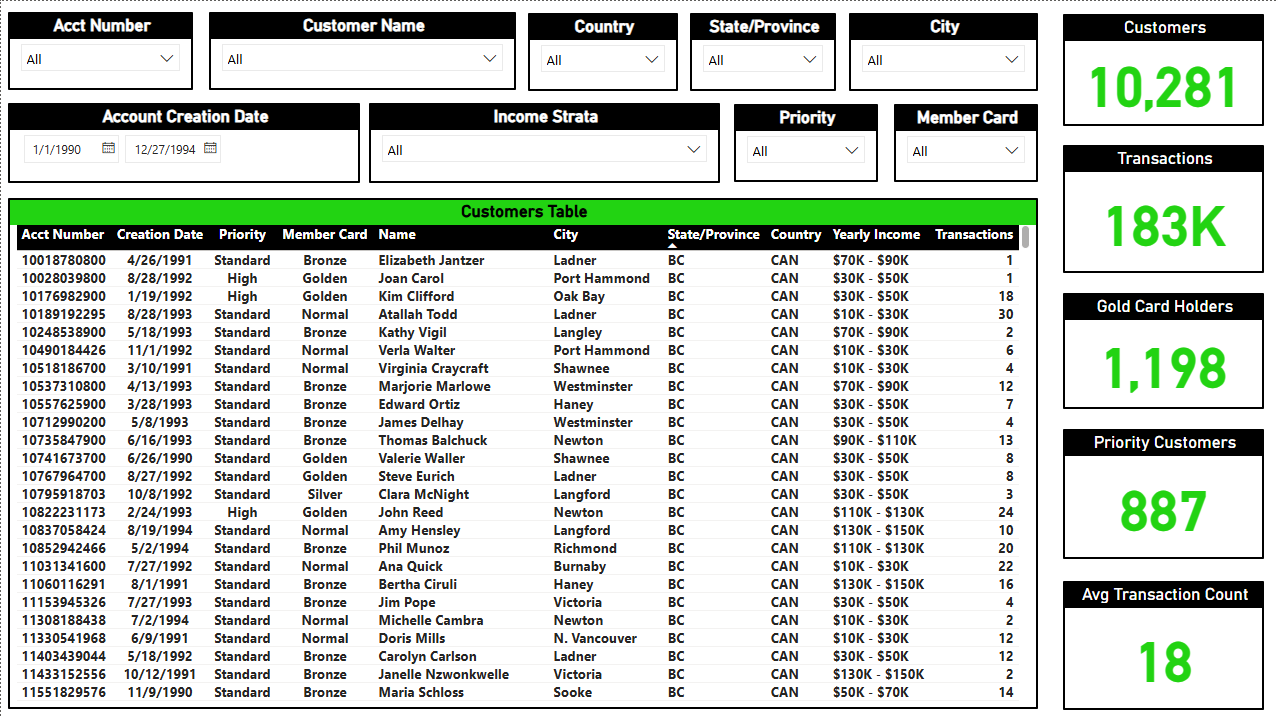 Acct Number
Customer Name
Country
State/Province
City
All
All
All
All
All
Account Creation Date
Income Strata
Priority
Member Card
1/1/1990 12/27/1994
All
All
All
Customers
10,281
Transactions
183K
Gold Card Holders
1,198
Priority Customers
887
Avg Transaction Count
18
Customers Table
Acct Number Creation Date Priority Member Card Name City State/Province Country Yearly Income Transactions
10018780800 4/26/1991 Standard Bronze Elizabeth Jantzer Ladner BC CAN $70K - $90K 1
10028039800 8/28/1992 High Golden Joan Carol Port Hammond BC CAN $30K - $50K 1
10176982900 1/19/1992 High Golden Kim Clifford Oak Bay BC CAN $30K - $50K 18
10189192295 8/28/1993 Standard Normal Atallah Todd Ladner BC CAN $10K - $30K 30
10248538900 5/18/1993 Standard Bronze Kathy Vigil Langley BC CAN $70K - $90K 2
10490184426 11/1/1992 Standard Normal Verla Walter Port Hammond BC CAN $10K - $30K 6
10518186700 3/10/1991 Standard Normal Virginia Craycraft Shawnee BC CAN $10K - $30K 4
10537310800 4/13/1993 Standard Bronze Marjorie Marlowe Westminster BC CAN $70K - $90K 12
10557625900 3/28/1993 Standard Bronze Edward Ortiz Haney BC CAN $30K - $50K 7
10712990200 5/8/1993 Standard Bronze James Delhay Westminster BC CAN $30K - $50K 4
10735847900 6/16/1993 Standard Bronze Thomas Balchuck Newton BC CAN $90K - $110K 13
10741673700 6/26/1990 Standard Golden Valerie Waller Shawnee BC CAN $30K - $50K 8
10767964700 8/27/1992 Standard Golden Steve Eurich Ladner BC CAN $30K - $50K 8
10795918703 10/8/1992 Standard Silver Clara McNight Langford BC CAN $30K - $50K 3
10822231173 2/24/1993 High Golden John Reed Newton BC CAN $110K - $130K 24
10837058424 8/19/1994 Standard Normal Amy Hensley Langford BC CAN $130K - $150K 10
10852942466 5/2/1994 Standard Bronze Phil Munoz Richmond BC CAN $110K - $130K 20
11031341600 7/27/1992 Standard Normal Ana Quick Burnaby BC CAN $10K - $30K 22
11060116291 8/1/1991 Standard Bronze Bertha Ciruli Haney BC CAN $130K - $150K 16
11153945326 7/27/1993 Standard Bronze Jim Pope Victoria BC CAN $30K - $50K 4
11308188438 7/2/1994 Standard Normal Michelle Cambra Newton BC CAN $10K - $30K 2
11330541968 6/9/1991 Standard Normal Doris Mills N. Vancouver BC CAN $10K - $30K 12
11403439044 5/18/1992 Standard Bronze Carolyn Carlson Ladner BC CAN $30K - $50K 12
11433152556 10/12/1991 Standard Bronze Janelle Nzwonkwelle Victoria BC CAN $130K - $150K 2
11551829576 11/9/1990 Standard Bronze Maria Schloss Sooke BC CAN $50K - $70K 14